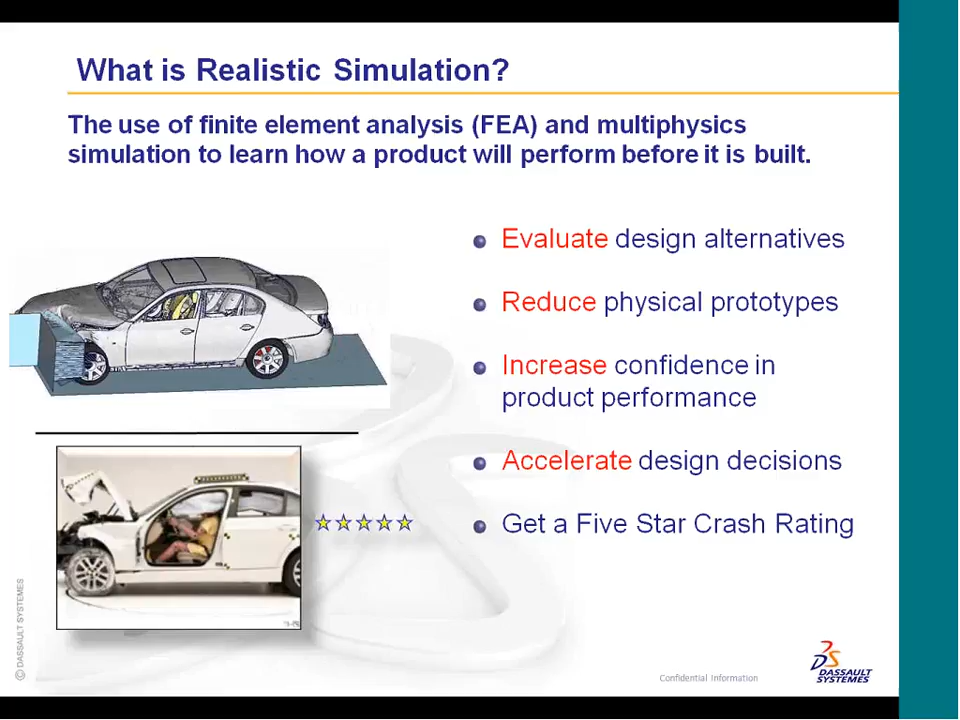 What is Realistic Simulation?
The use of finite element analysis (FEA) and multiphysics
simulation to learn how a product will perform before it is built.
Evaluate design alternatives
Reduce physical prototypes
Increase confidence in
product performance
Accelerate design decisions
Get a Five Star Crash Rating
© DASSAULT SYSTEMES
Confidential Information
DASSAULT
SYSTEMES